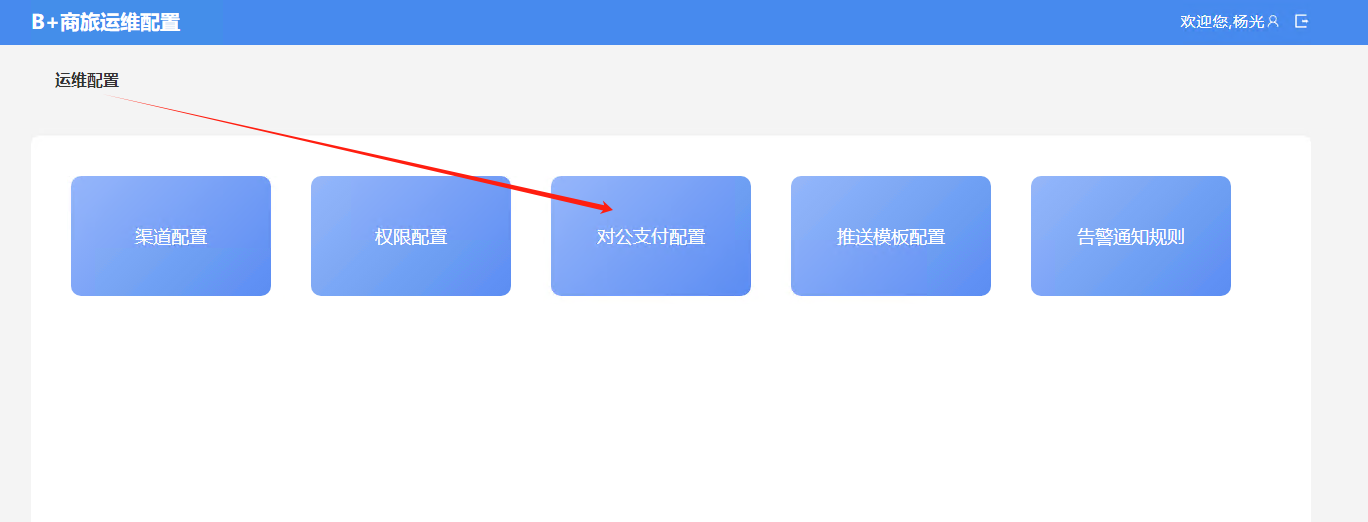 B+商旅运维配置
欢迎您,杨光
运维配置
渠道配置
权限配置
对公支付配置
推送模板配置
告警通知规则